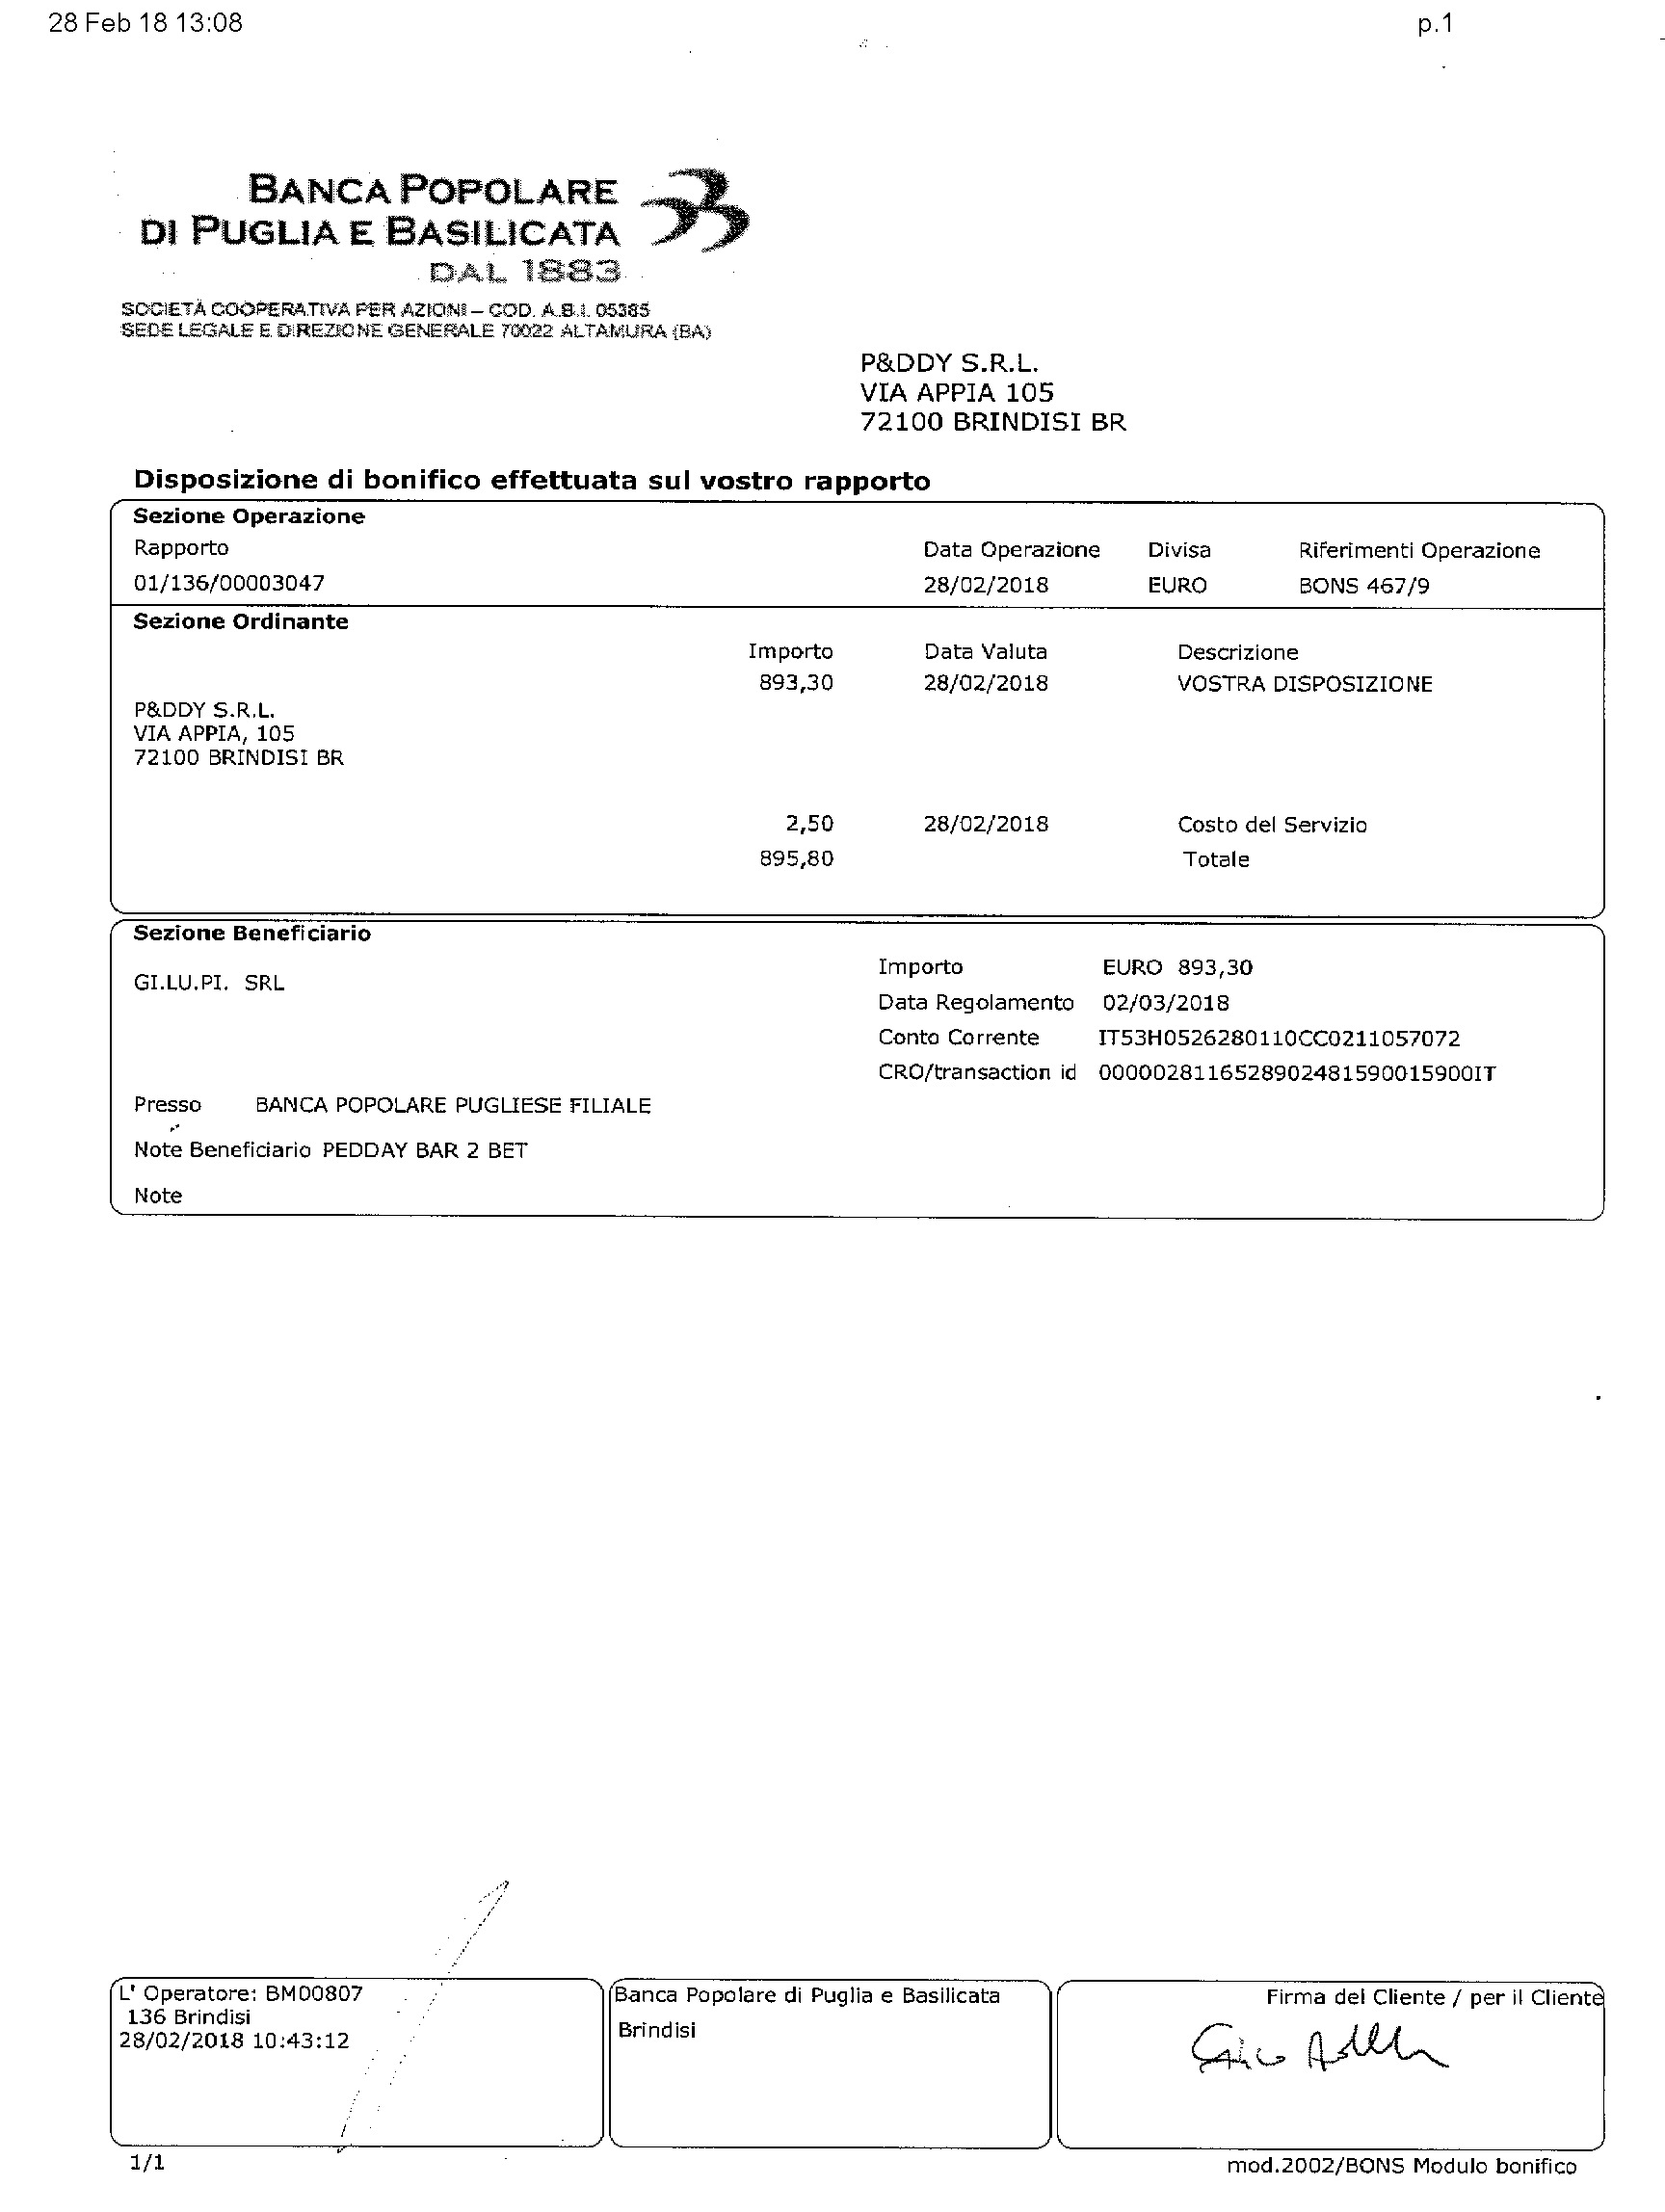 28 Feb 18 13:08 p.1
BANCA POPOLARE
DI PUGLIA E BASILICATA
DAL 1883
SOCIETÀ COOPERATIVA PER AZIONI – COD. A.B.I. 05385
SEDE LEGALE E DIREZIONE GENERALE 70022 ALTAMURA (BA)
P&DDY S.R.L.
VIA APPIA 105
72100 BRINDISI BR
Disposizione di bonifico effettuata sul vostro rapporto
Sezione Operazione
Rapporto Data Operazione Divisa Riferimenti Operazione
01/136/00003047 28/02/2018 EURO BONS 467/9
Sezione Ordinante
Importo Data Valuta Descrizione
893,30 28/02/2018 VOSTRA DISPOSIZIONE
P&DDY S.R.L.
VIA APPIA, 105
72100 BRINDISI BR
2,50 28/02/2018 Costo del Servizio
895,80 Totale
Sezione Beneficiario
GI.LU.PI. SRL
Importo EURO 893,30
Data Regolamento 02/03/2018
Conto Corrente IT53H0526280110CC0211057072
CRO/transaction id 000002811652890248159001590​0IT
Presso BANCA POPOLARE PUGLIESE FILIALE
Note Beneficiario PEDDAY BAR 2 BET
Note
L' Operatore: BM00807
136 Brindisi
28/02/2018 10:43:12
Banca Popolare di Puglia e Basilicata
Brindisi
Firma del Cliente / per il Cliente
1/1
mod.2002/BONS Modulo bonifico